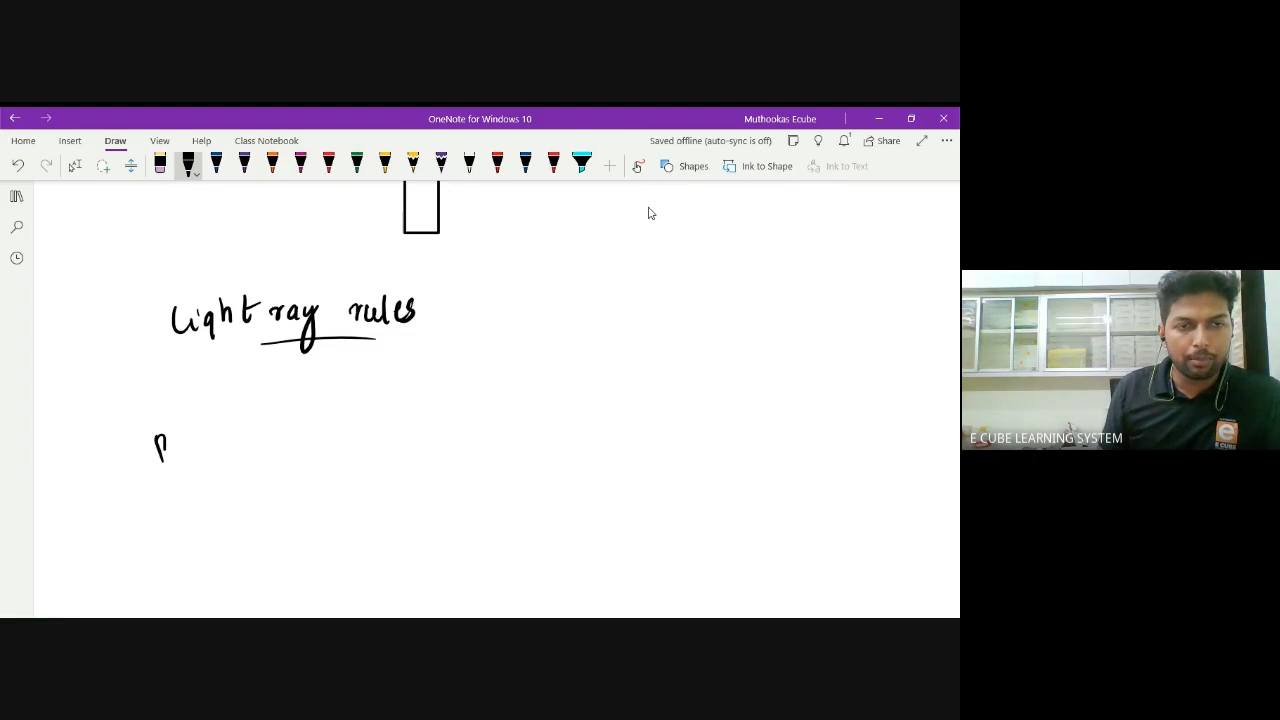 OneNote for Windows 10
Muthookas Ecube
Home Insert Draw View Help Class Notebook
Saved offline (auto-sync is off)
Share
Shapes
Ink to Shape
Ink to Text
Light ray rules
P
e
E CUBE
E CUBE LEARNING SYSTEM